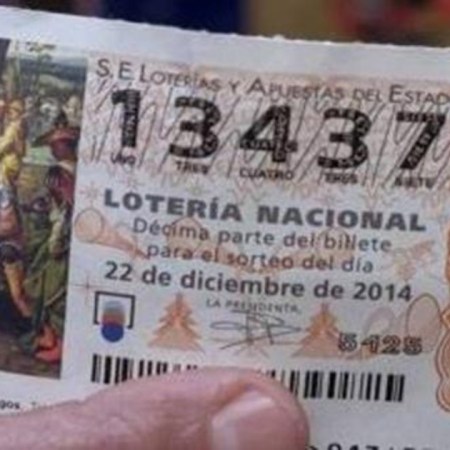 S.E. LOTERÍAS Y APUESTAS DEL ESTADO
13437
UNO TRES CUATRO TRES SIETE
LOTERÍA NACIONAL
Décima parte del billete
para el sorteo del día
22 de diciembre de 2014
LA PRESIDENTA,
5425